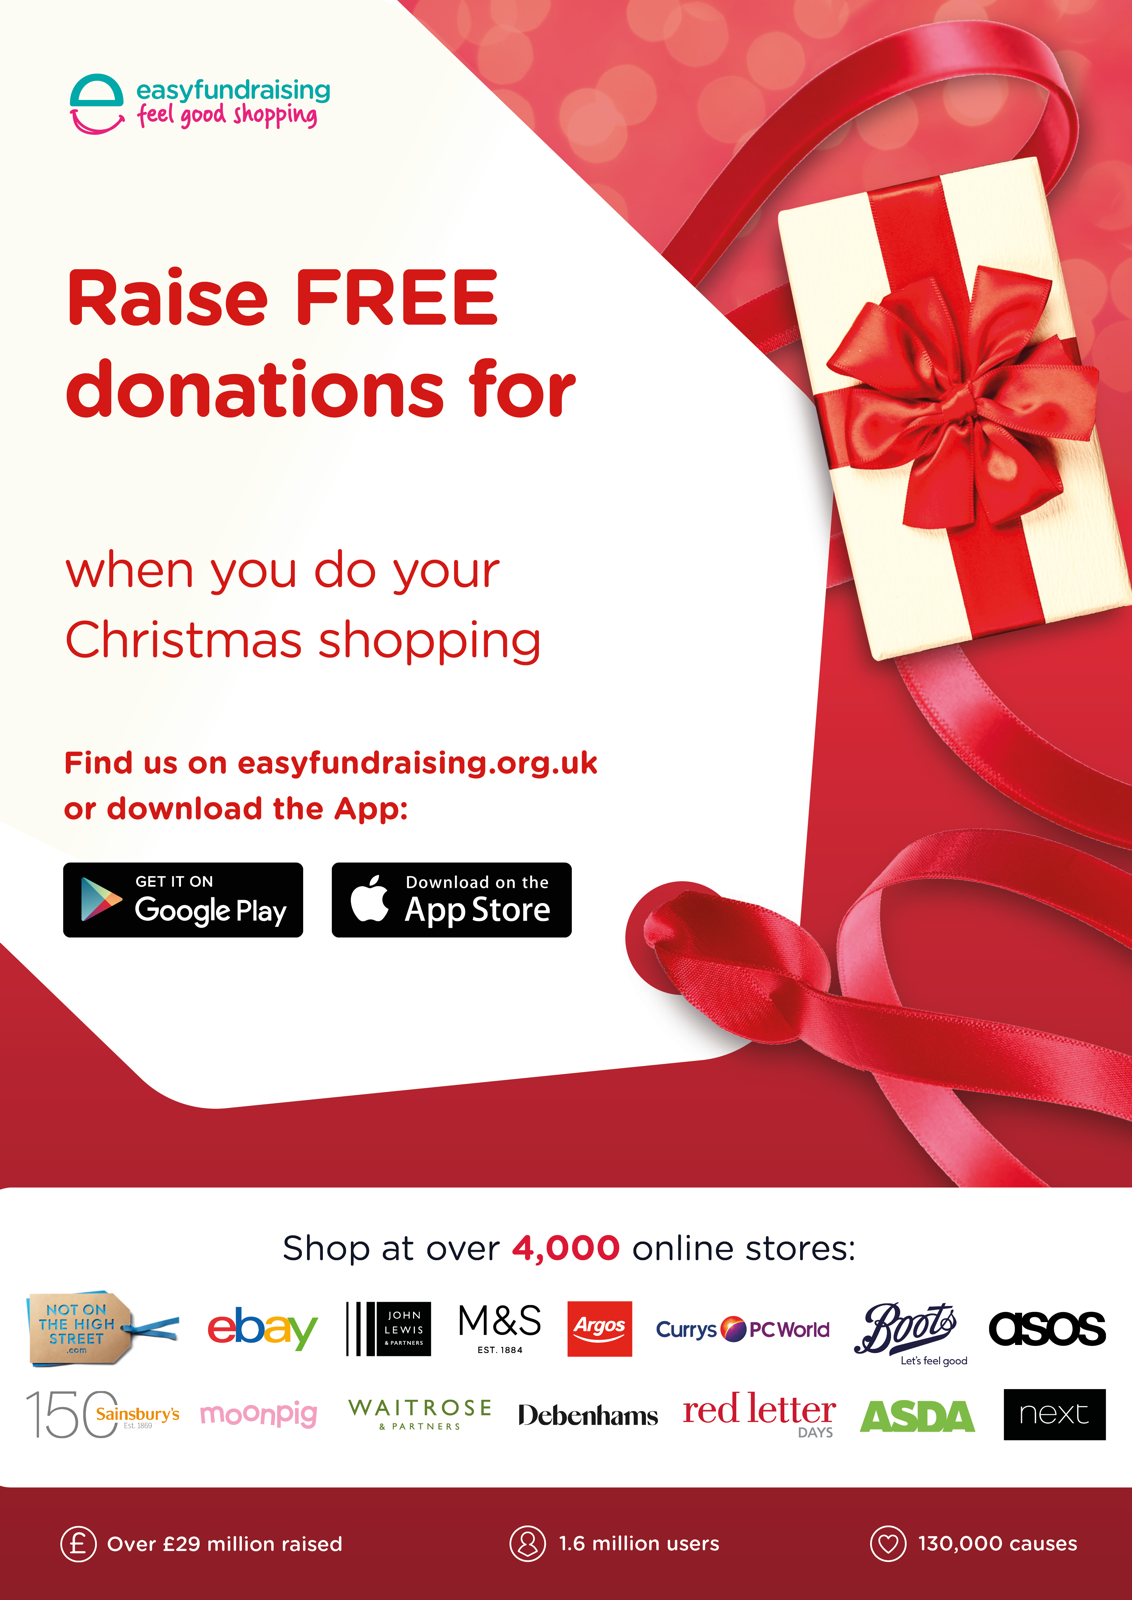 easyfundraising
feel good shopping
Raise FREE
donations for
when you do your
Christmas shopping
Find us on easyfundraising.org.uk
or download the App:
GET IT ON
Google Play
Download on the
App Store
Shop at over 4,000 online stores:
NOT ON
THE HIGH
STREET
.com
ebay
JOHN
LEWIS
& PARTNERS
M&S
EST. 1884
Argos
Currys PC World
Boots
Let's feel good
asos
150 Sainsbury's
Est. 1869
moonpig
WAITROSE
& PARTNERS
Debenhams
red letter
DAYS
ASDA
next
£ Over £29 million raised
1.6 million users
130,000 causes